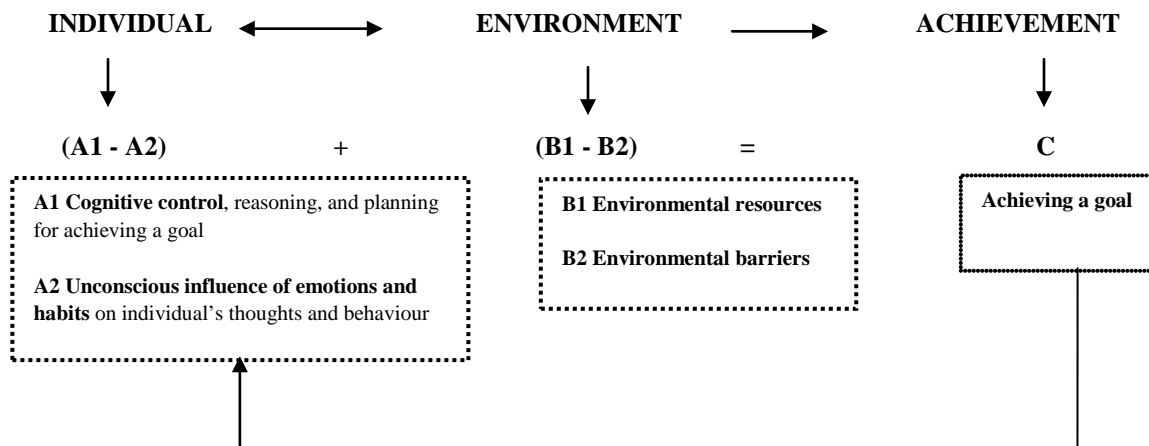 INDIVIDUAL ENVIRONMENT ACHIEVEMENT
(A1 - A2) + (B1 - B2) = C
A1 Cognitive control, reasoning, and planning
for achieving a goal
A2 Unconscious influence of emotions and
habits on individual's thoughts and behaviour
B1 Environmental resources
B2 Environmental barriers
Achieving a goal